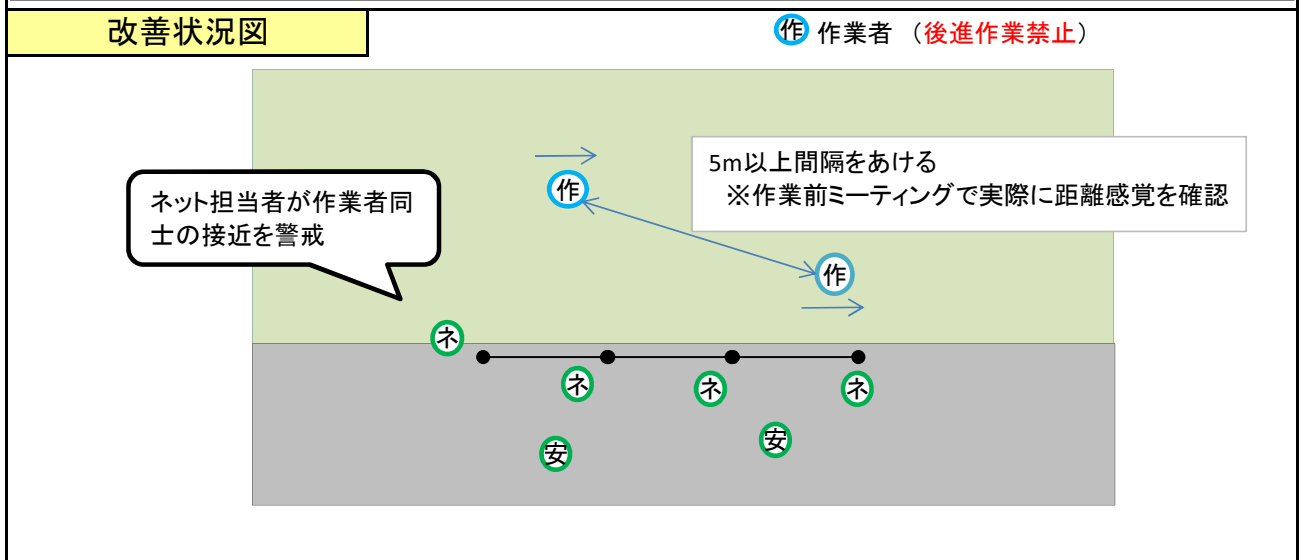 改善状況図
作 作業者 (後進作業禁止)
5m以上間隔をあける
※作業前ミーティングで実際に距離感覚を確認
作
ネット担当者が作業者同
士の接近を警戒
作
ネ
ネ
ネ
ネ
安
安